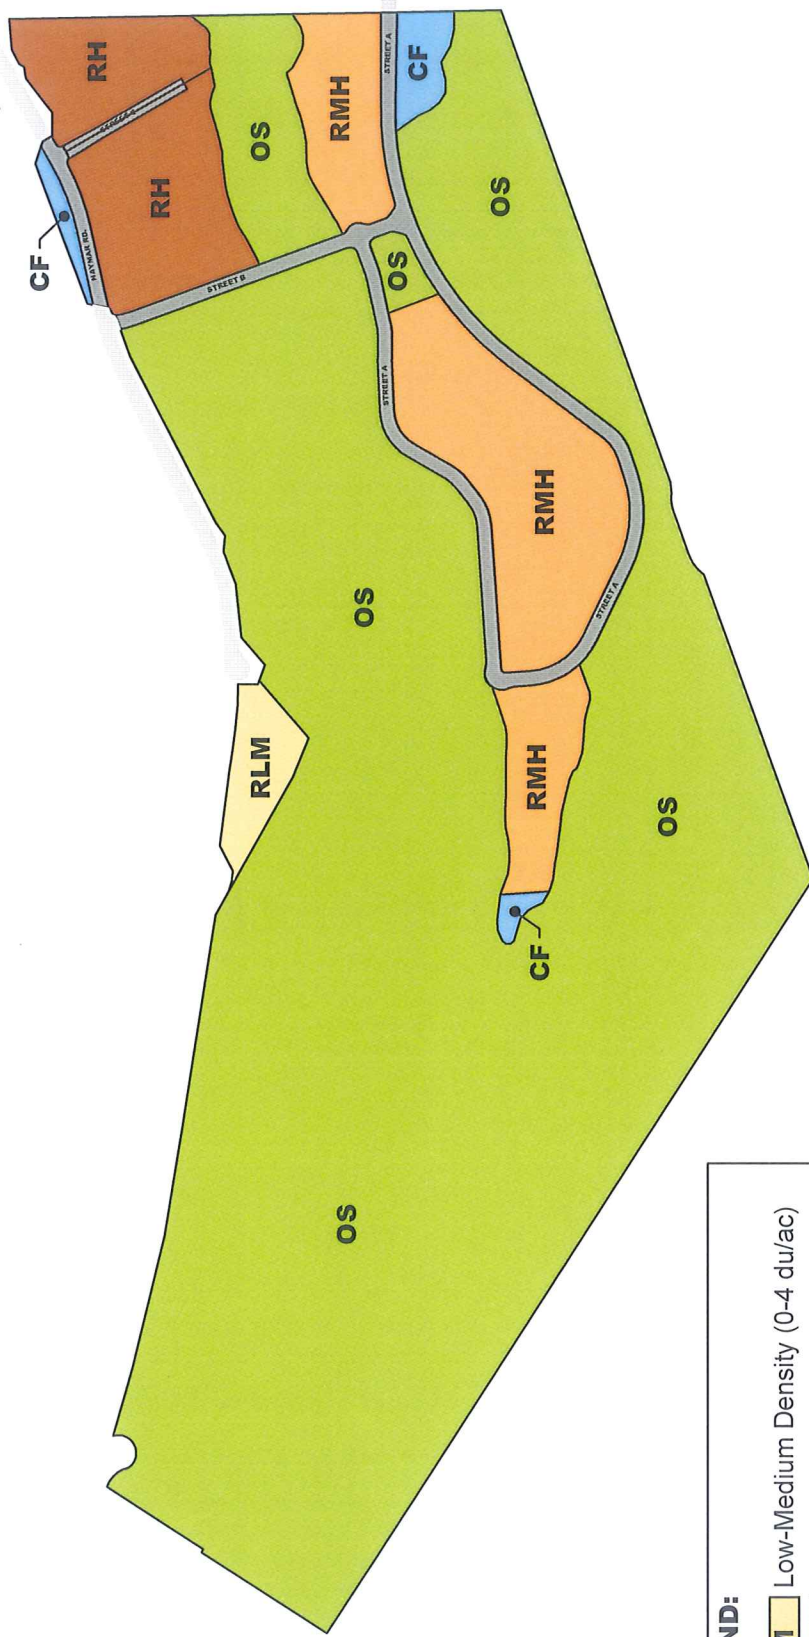 RH
RH
CF
HAYMAR RD.
OS
RMH
STREET A
CF
OS
STREET B
OS
STREET A
RMH
STREET A
OS
RLM
RMH
CF
OS
OS
Low-Medium Density (0-4 du/ac)